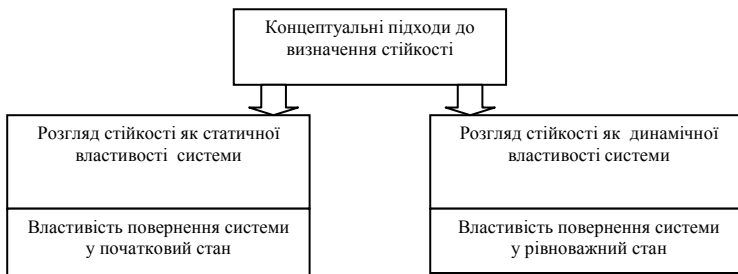 Концептуальні підходи до
визначення стійкості
Розгляд стійкості як статичної
властивості системи
Властивість повернення системи
у початковий стан
Розгляд стійкості як динамічної
властивості системи
Властивість повернення системи
у рівноважний стан